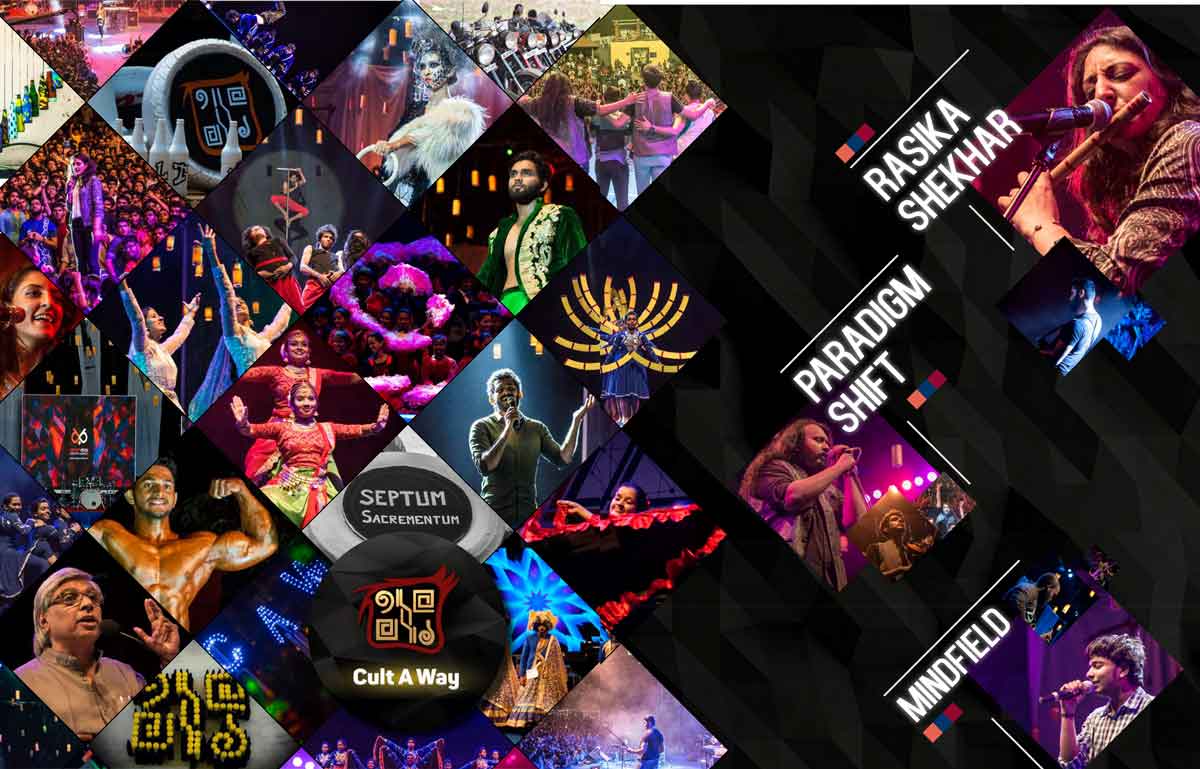 RASIKA
SHEKHAR
PARADIGM
SHIFT
SEPTUM
SACREMENTUM
Cult A Way
MINDFIELD